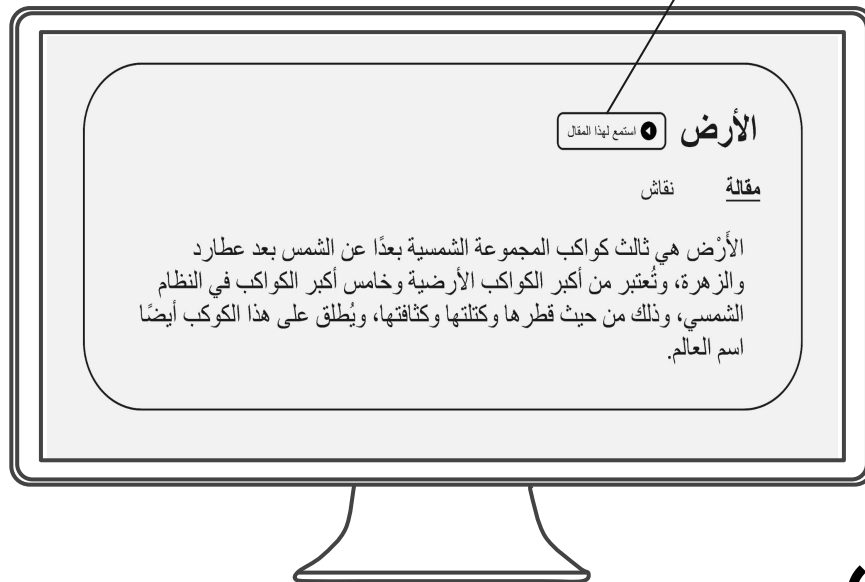 الأرض
استمع لهذا المقال
مقالة نقاش
الأَرْض هي ثالث كواكب المجموعة الشمسية بعدًا عن الشمس بعد عطارد
والزهرة، وتُعتبر من أكبر الكواكب الأرضية وخامس أكبر الكواكب في النظام
الشمسي، وذلك من حيث قطرها وكتلتها وكثافتها، ويُطلق على هذا الكوكب أيضًا
اسم العالم.